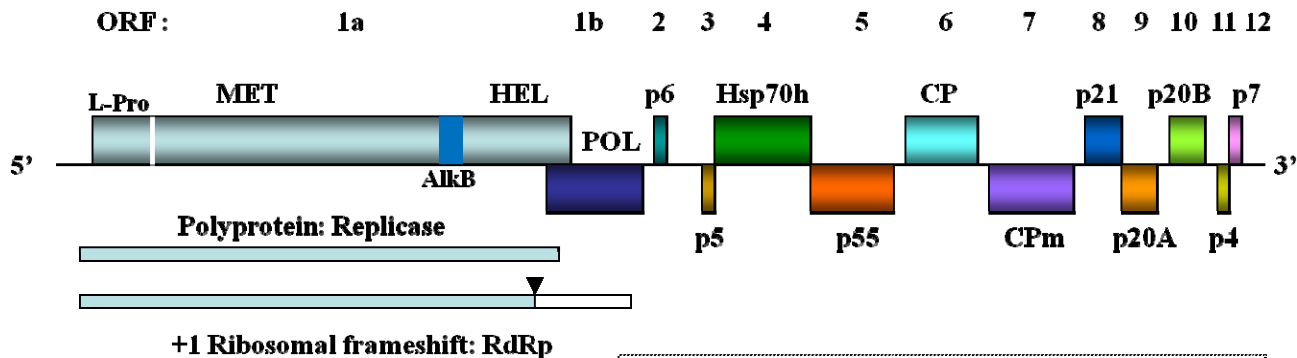 ORF : 1a 1b 2 3 4 5 6 7 8 9 10 11 12
L-Pro MET HEL p6 Hsp70h CP p21 p20B p7
POL
5’ 3’
AlkB
Polyprotein: Replicase p5 p55 CPm p20A p4
+1 Ribosomal frameshift: RdRp